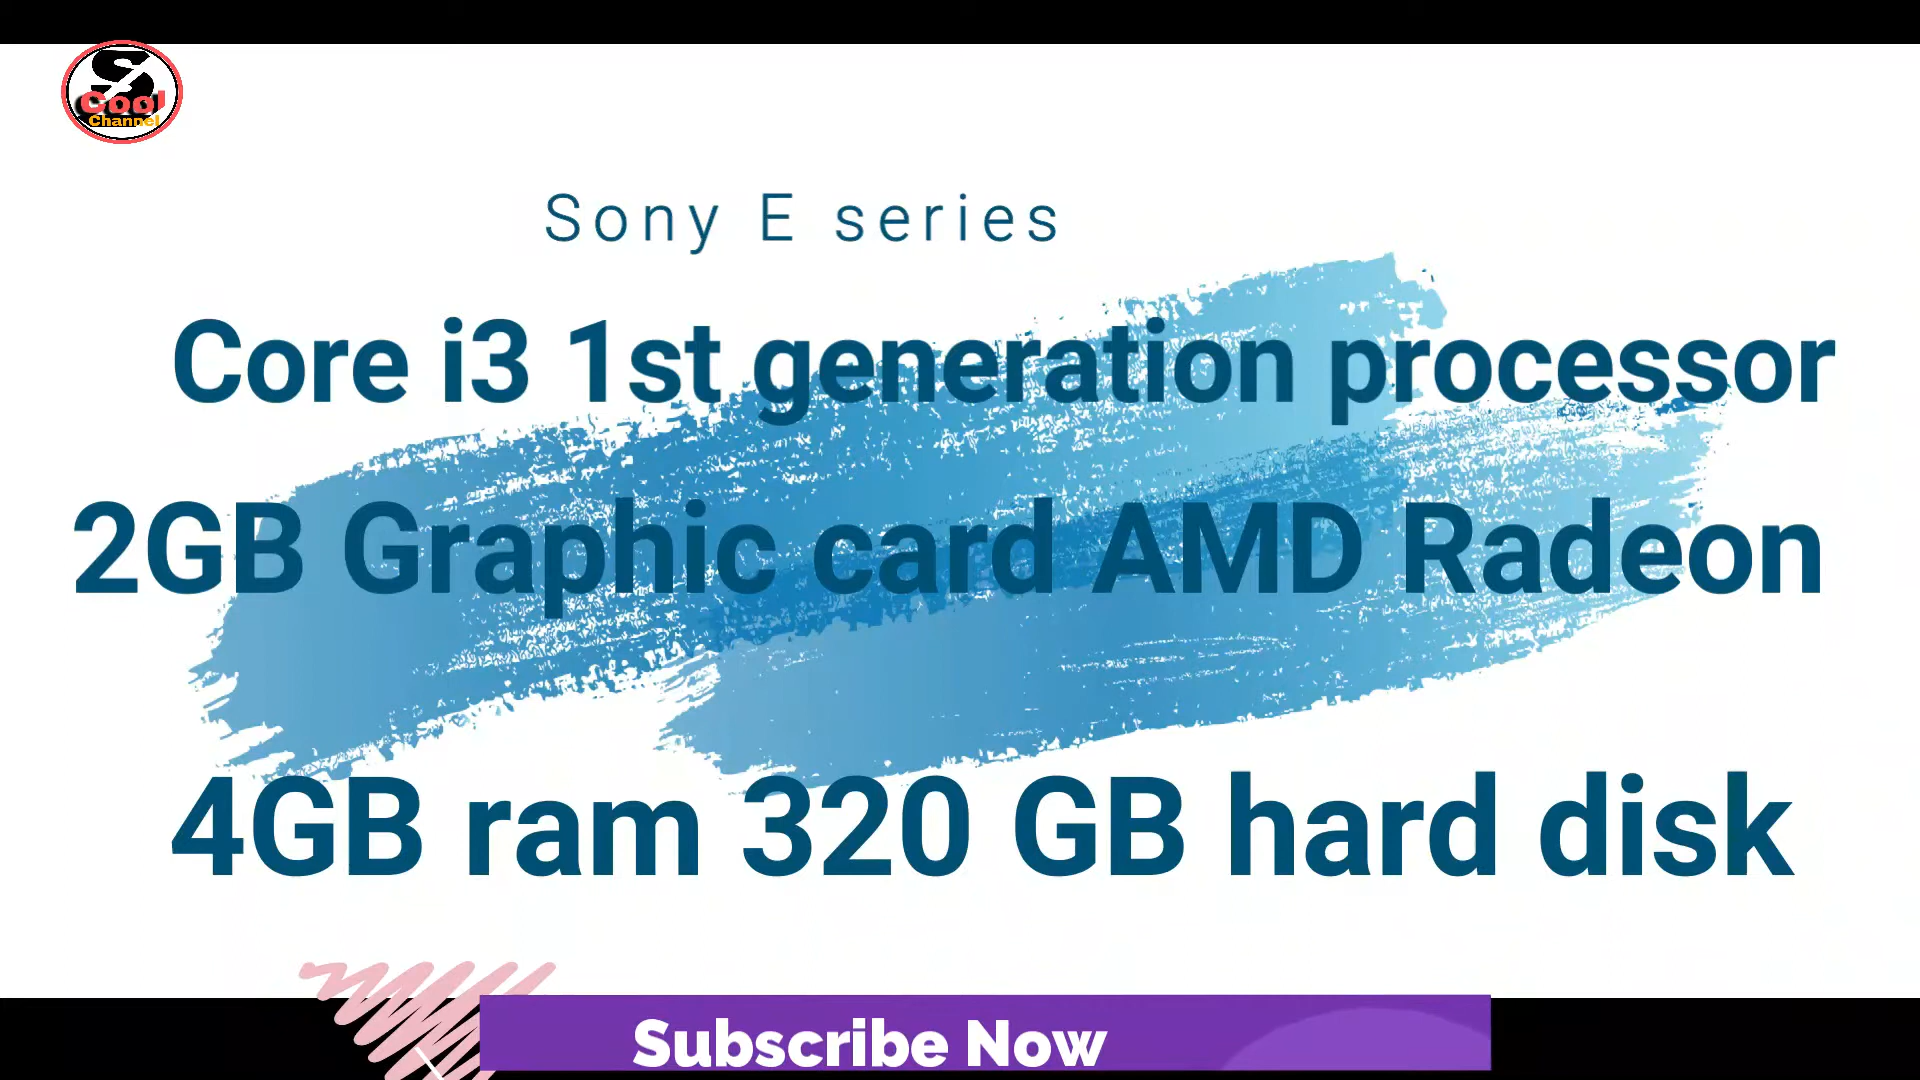 S
Cool
Channel
Sony E series
Core i3 1st generation processor
2GB Graphic card AMD Radeon
4GB ram 320 GB hard disk
Subscribe Now